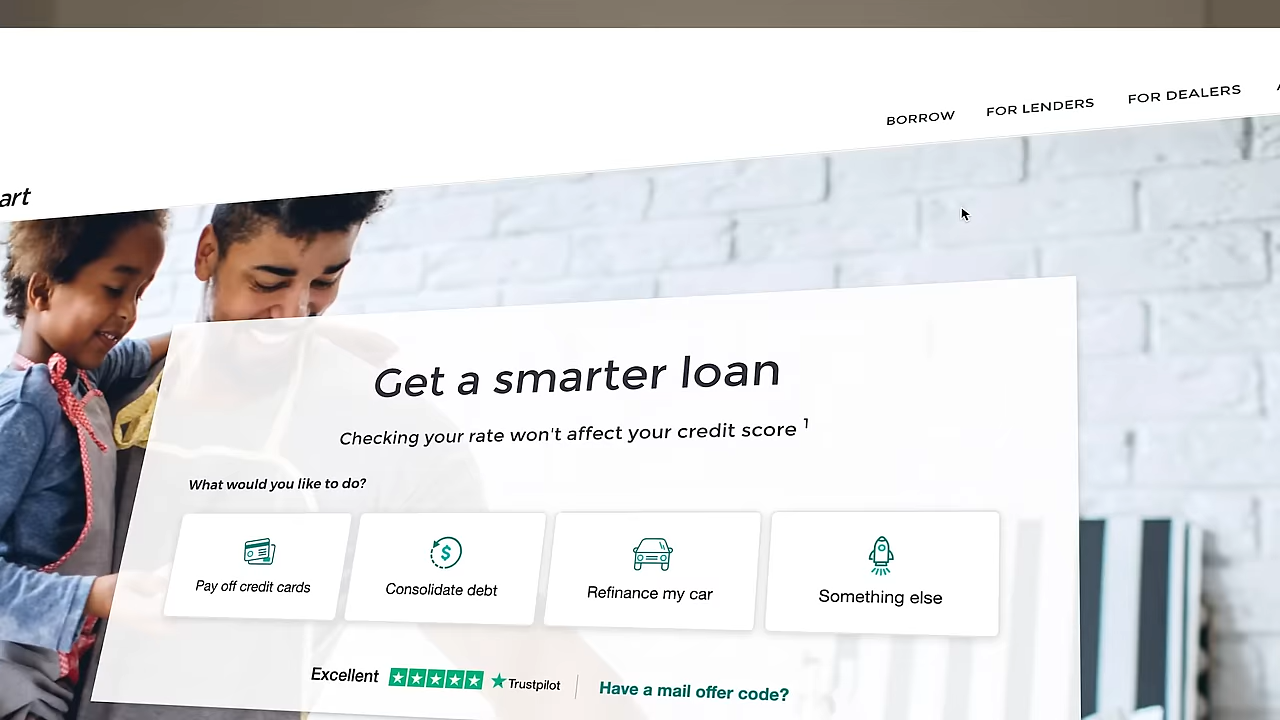 BORROW FOR LENDERS FOR DEALERS
art
Get a smarter loan
Checking your rate won't affect your credit score 1
What would you like to do?
Pay off credit cards
Consolidate debt
Refinance my car
Something else
Excellent Trustpilot Have a mail offer code?